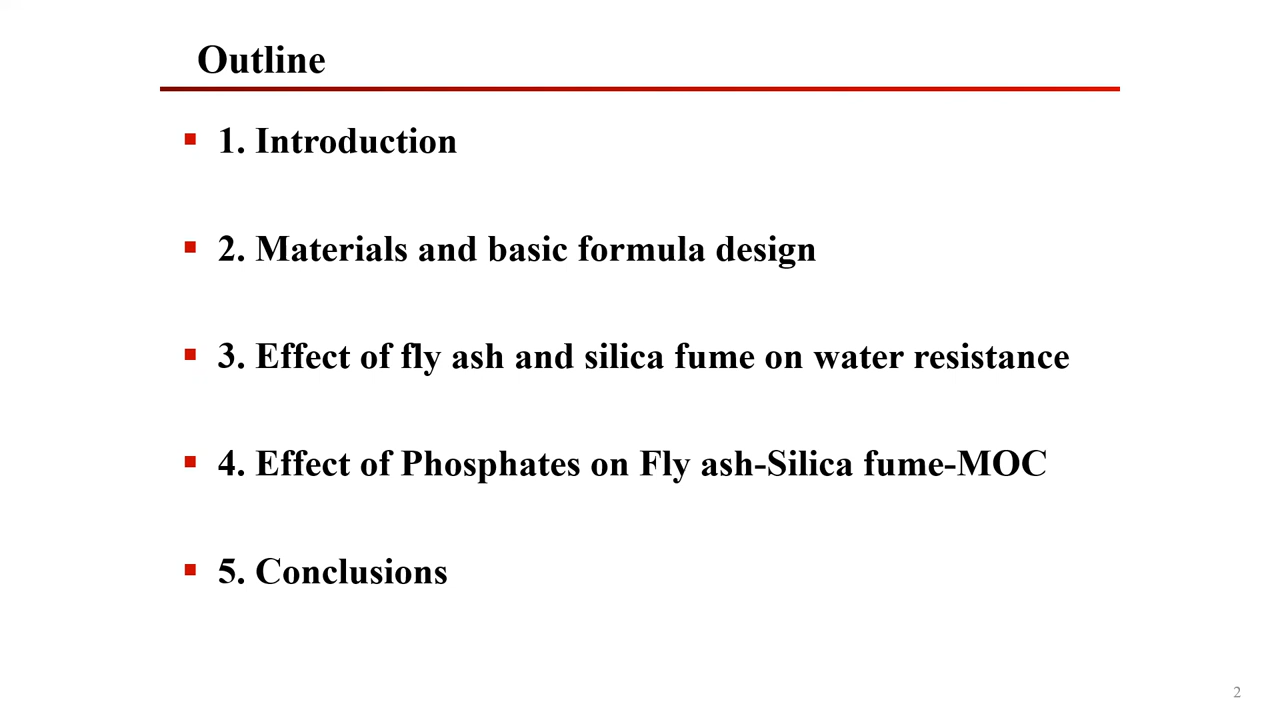 Outline
▪ 1. Introduction
▪ 2. Materials and basic formula design
▪ 3. Effect of fly ash and silica fume on water resistance
▪ 4. Effect of Phosphates on Fly ash-Silica fume-MOC
▪ 5. Conclusions
2